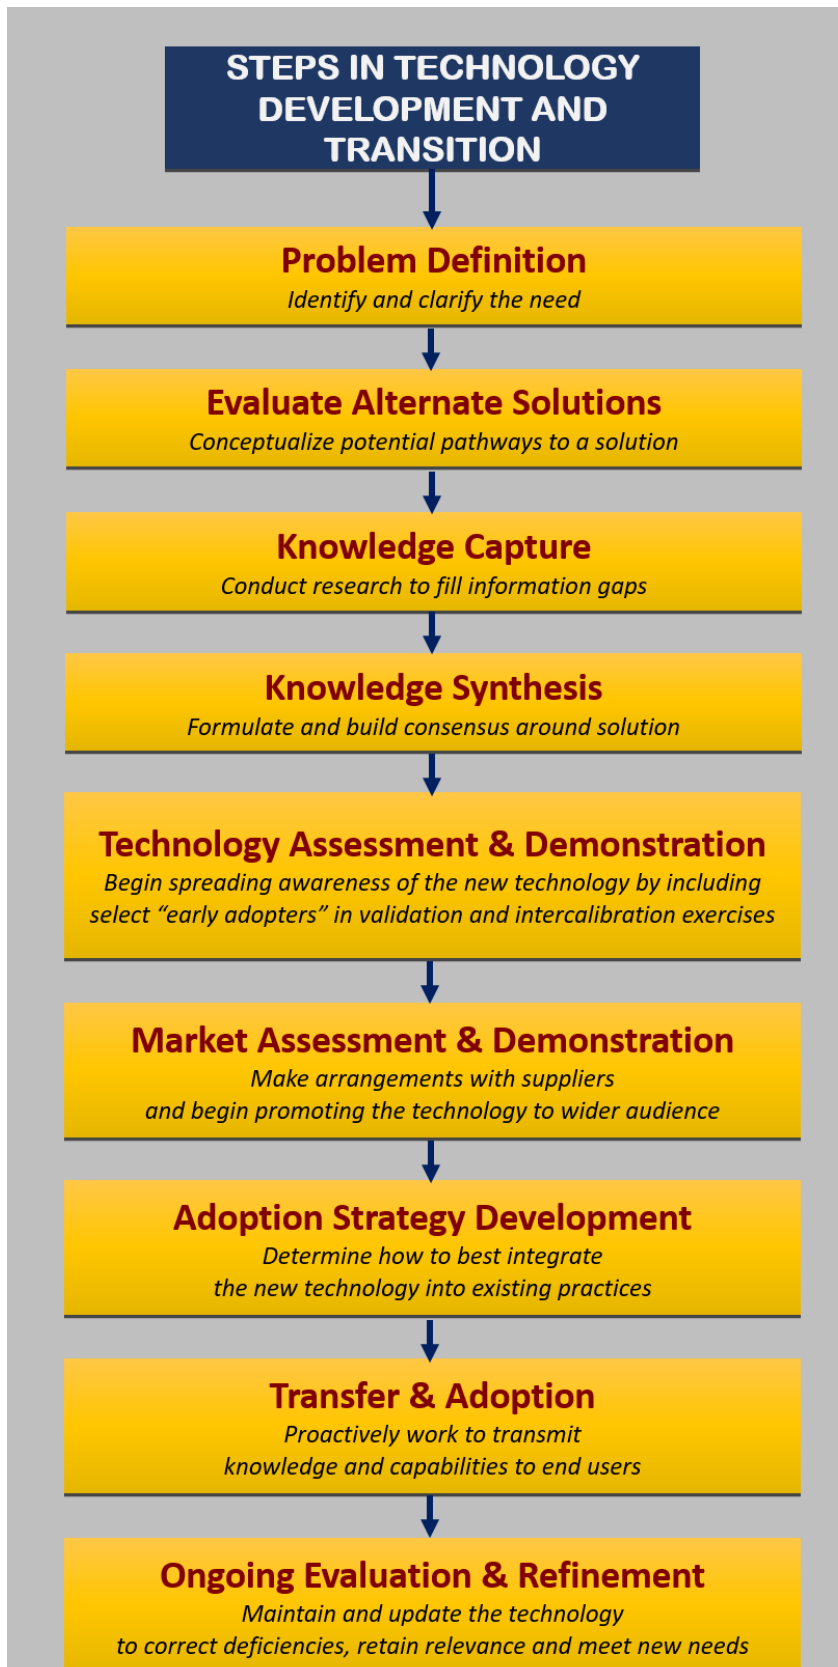 STEPS IN TECHNOLOGY
DEVELOPMENT AND
TRANSITION
Problem Definition
Identify and clarify the need
Evaluate Alternate Solutions
Conceptualize potential pathways to a solution
Knowledge Capture
Conduct research to fill information gaps
Knowledge Synthesis
Formulate and build consensus around solution
Technology Assessment & Demonstration
Begin spreading awareness of the new technology by including
select “early adopters” in validation and intercalibration exercises
Market Assessment & Demonstration
Make arrangements with suppliers
and begin promoting the technology to wider audience
Adoption Strategy Development
Determine how to best integrate
the new technology into existing practices
Transfer & Adoption
Proactively work to transmit
knowledge and capabilities to end users
Ongoing Evaluation & Refinement
Maintain and update the technology
to correct deficiencies, retain relevance and meet new needs